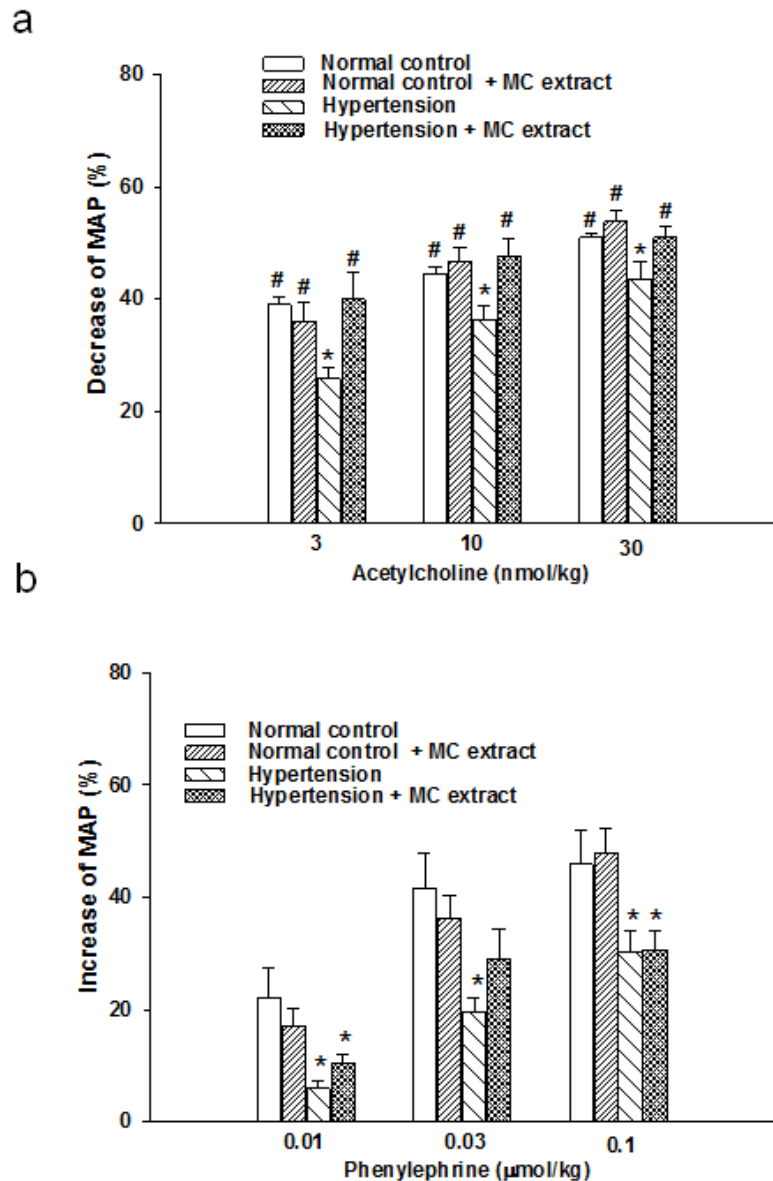 a
80
60
40
20
0
Decrease of MAP (%)
Normal control
Normal control + MC extract
Hypertension
Hypertension + MC extract
# # * #
# # * #
# # * #
3 10 30
Acetylcholine (nmol/kg)
b
80
60
40
20
0
Increase of MAP (%)
Normal control
Normal control + MC extract
Hypertension
Hypertension + MC extract
* *
*
* *
0.01 0.03 0.1
Phenylephrine (μmol/kg)